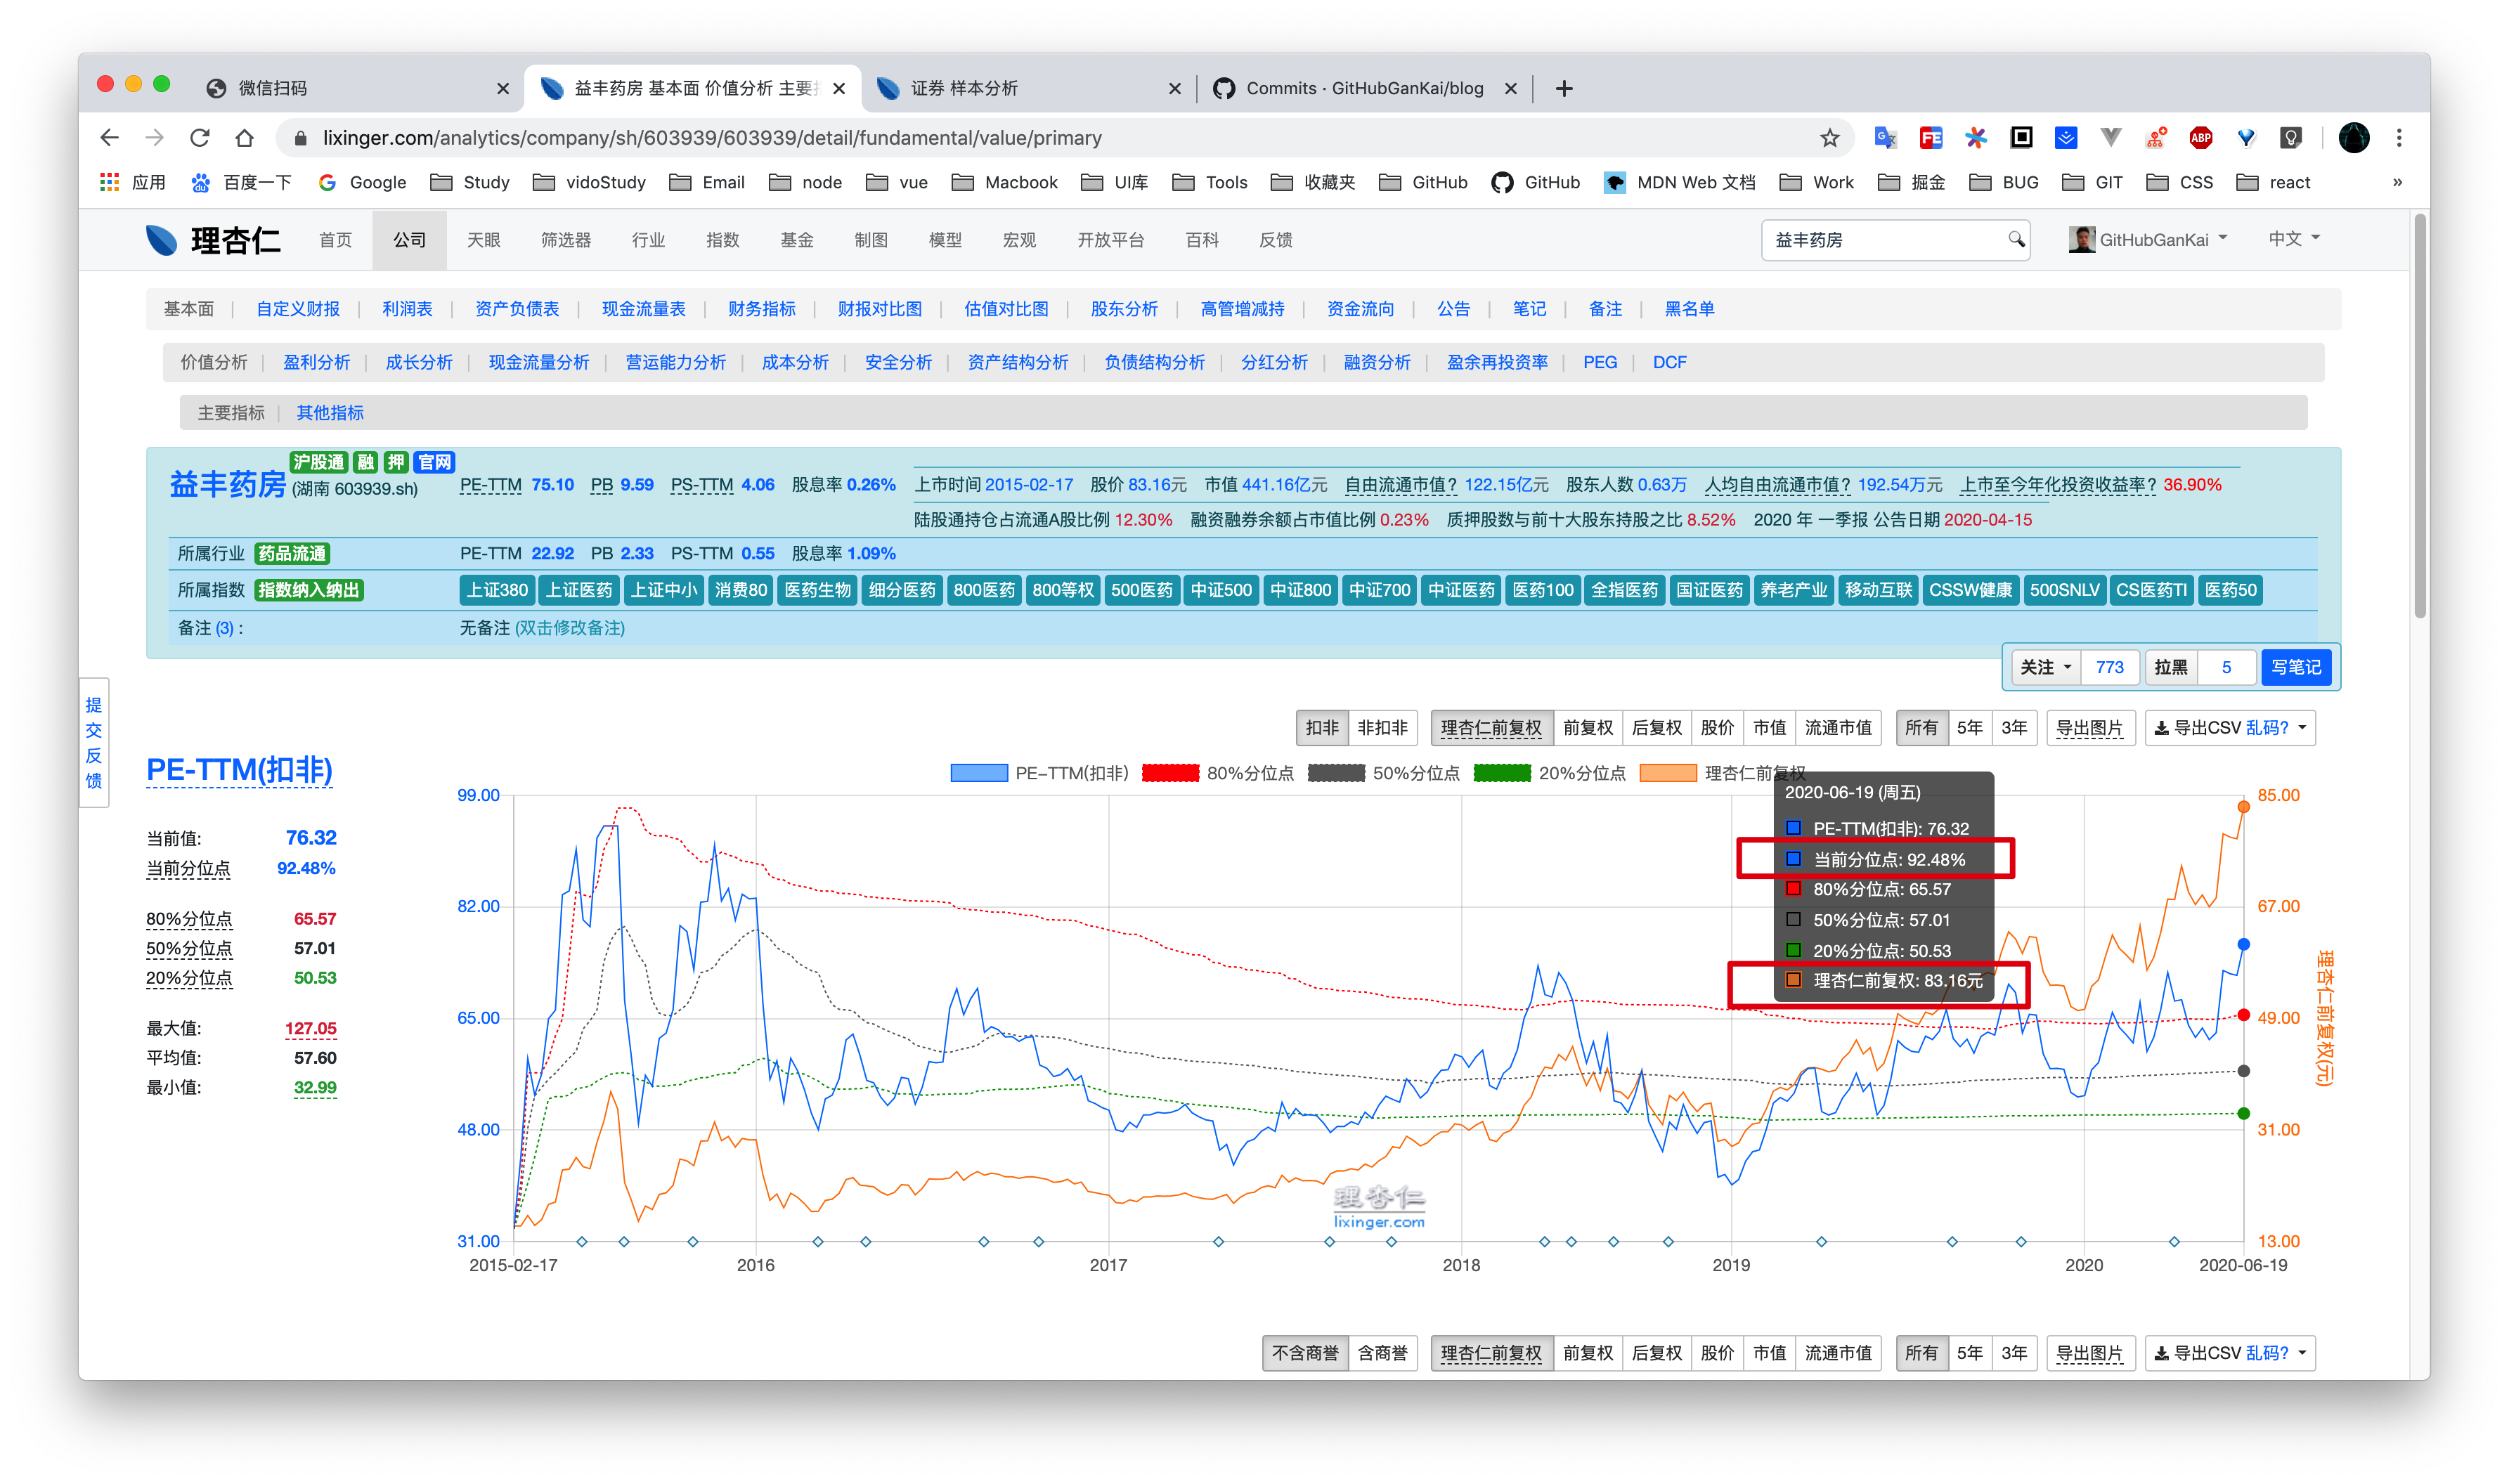 微信扫码
益丰药房 基本面 价值分析 主要
证券 样本分析
Commits · GitHubGanKai/blog
lixinger.com/analytics/company/sh/603939/603939/detail/fundamental/value/primary
应用 百度一下 Google Study vidoStudy Email node vue Macbook UI库 Tools 收藏夹 GitHub GitHub MDN Web 文档 Work 掘金 BUG GIT CSS react »
理杏仁 首页 公司 天眼 筛选器 行业 指数 基金 制图 模型 宏观 开放平台 百科 反馈 益丰药房 GitHubGanKai 中文
基本面 | 自定义财报 | 利润表 | 资产负债表 | 现金流量表 | 财务指标 | 财报对比图 | 估值对比图 | 股东分析 | 高管增减持 | 资金流向 | 公告 | 笔记 | 备注 | 黑名单
价值分析 | 盈利分析 | 成长分析 | 现金流量分析 | 营运能力分析 | 成本分析 | 安全分析 | 资产结构分析 | 负债结构分析 | 分红分析 | 融资分析 | 盈余再投资率 | PEG | DCF
主要指标 | 其他指标
沪股通 融 押 官网
益丰药房 (湖南 603939.sh) PE-TTM 75.10 PB 9.59 PS-TTM 4.06 股息率 0.26% 上市时间 2015-02-17 股价 83.16元 市值 441.16亿元 自由流通市值? 122.15亿元 股东人数 0.63万 人均自由流通市值? 192.54万元 上市至今年化投资收益率? 36.90%
陆股通持仓占流通A股比例 12.30% 融资融券余额占市值比例 0.23% 质押股数与前十大股东持股之比 8.52% 2020 年 一季报 公告日期 2020-04-15
所属行业 药品流通 PE-TTM 22.92 PB 2.33 PS-TTM 0.55 股息率 1.09%
所属指数 指数纳入纳出 上证380 上证医药 上证中小 消费80 医药生物 细分医药 800医药 800等权 500医药 中证500 中证800 中证700 中证医药 医药100 全指医药 国证医药 养老产业 移动互联 CSSW健康 500SNLV CS医药TI 医药50
备注 (3) : 无备注 (双击修改备注)
关注 773 拉黑 5 写笔记
提交反馈
扣非 非扣非 理杏仁前复权 前复权 后复权 股价 市值 流通市值 所有 5年 3年 导出图片 导出CSV 乱码?
PE-TTM(扣非)
PE-TTM(扣非) 80%分位点 50%分位点 20%分位点 理杏仁前复权
当前值: 76.32
当前分位点 92.48%
80%分位点 65.57
50%分位点 57.01
20%分位点 50.53
最大值: 127.05
平均值: 57.60
最小值: 32.99
99.00
82.00
65.00
48.00
31.00
2020-06-19 (周五)
PE-TTM(扣非): 76.32
当前分位点: 92.48%
80%分位点: 65.57
50%分位点: 57.01
20%分位点: 50.53
理杏仁前复权: 83.16元
85.00
67.00
49.00
31.00
13.00
理杏仁前复权(元)
理杏仁
lixinger.com
2015-02-17 2016 2017 2018 2019 2020 2020-06-19
不含商誉 含商誉 理杏仁前复权 前复权 后复权 股价 市值 流通市值 所有 5年 3年 导出图片 导出CSV 乱码?